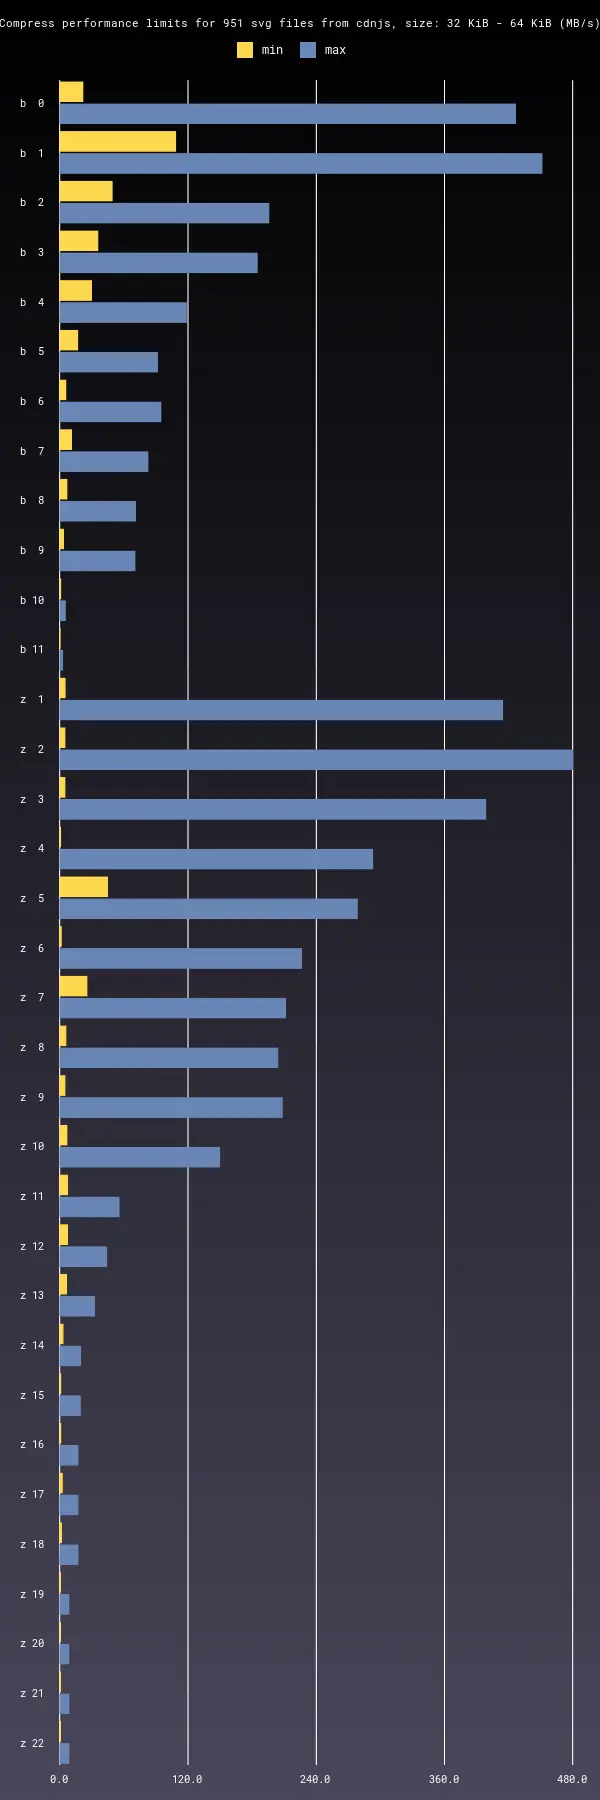 Compress performance limits for 951 svg files from cdnjs, size: 32 KiB - 64 KiB (MB/s)
min max
b 0
b 1
b 2
b 3
b 4
b 5
b 6
b 7
b 8
b 9
b 10
b 11
z 1
z 2
z 3
z 4
z 5
z 6
z 7
z 8
z 9
z 10
z 11
z 12
z 13
z 14
z 15
z 16
z 17
z 18
z 19
z 20
z 21
z 22
0.0 120.0 240.0 360.0 480.0